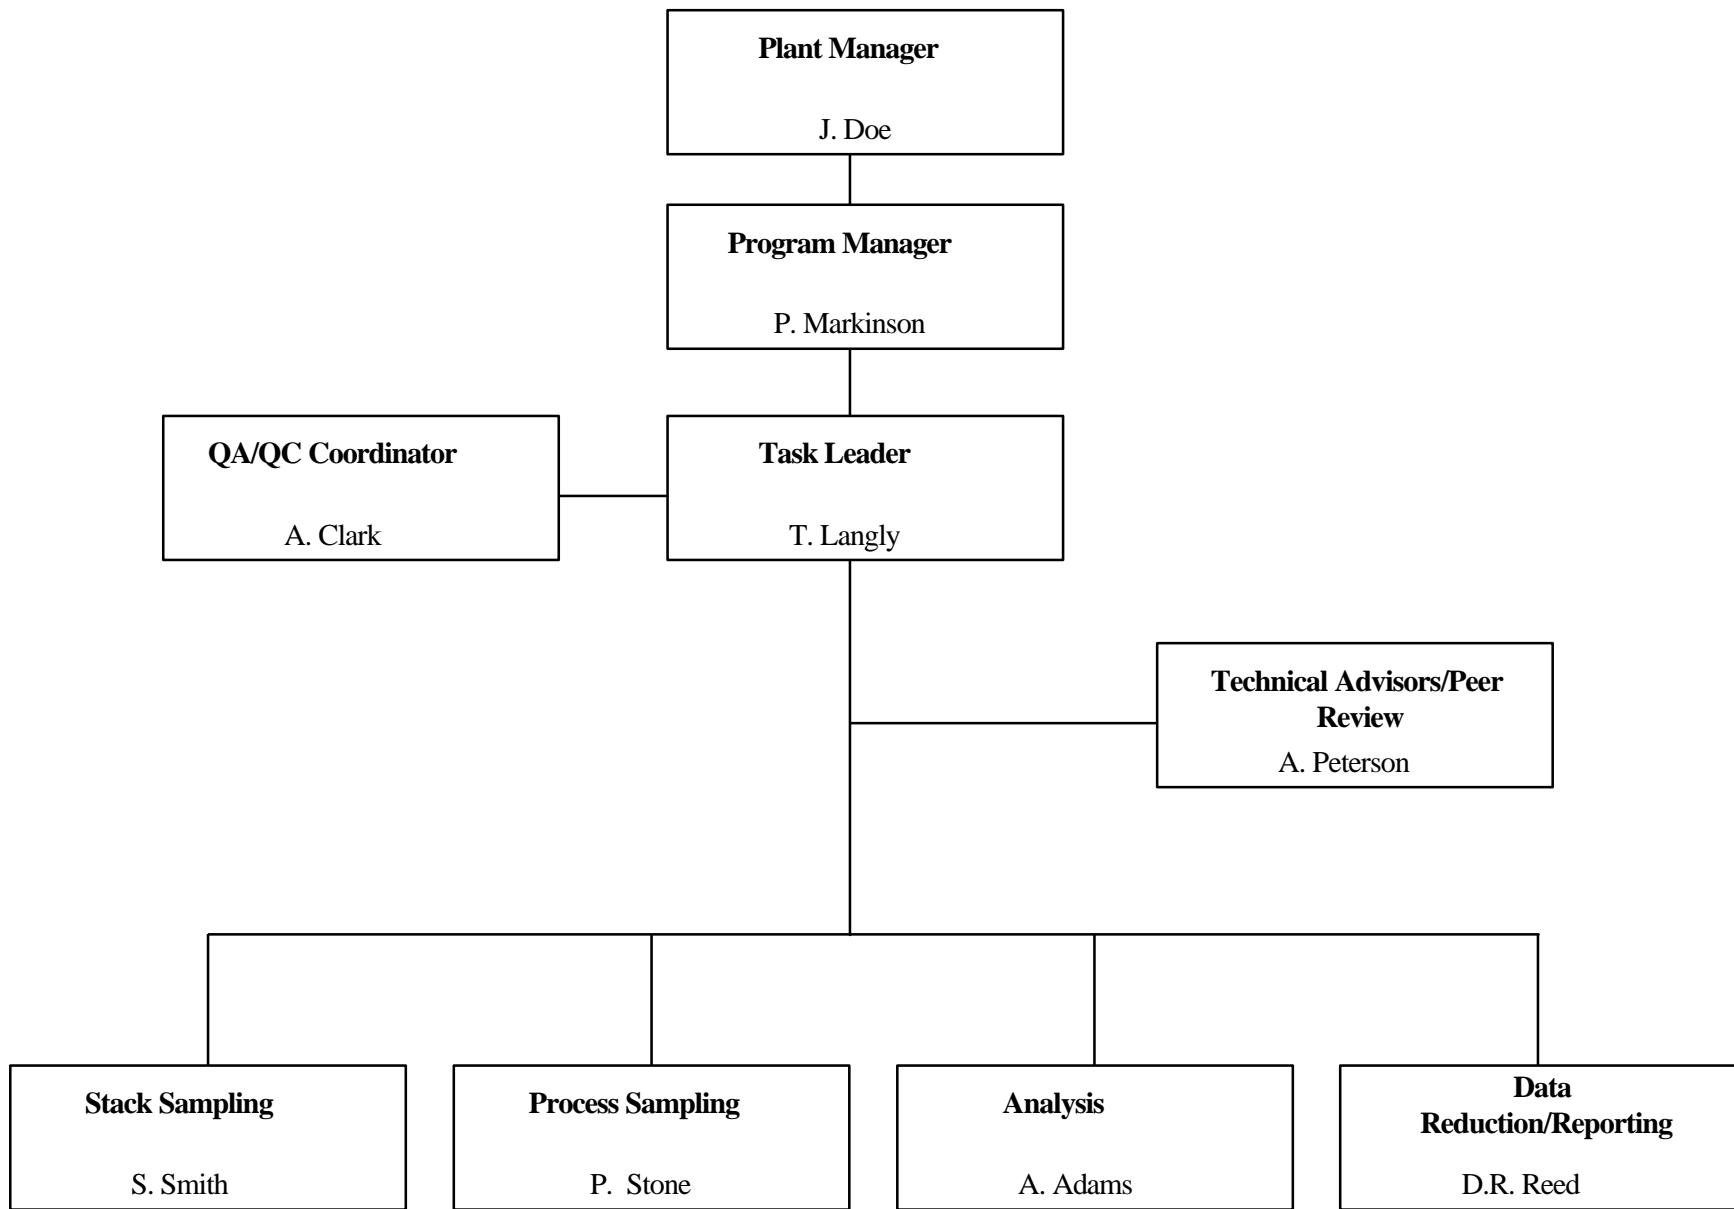 Plant Manager
J. Doe
Program Manager
P. Markinson
QA/QC Coordinator
A. Clark
Task Leader
T. Langly
Technical Advisors/Peer
Review
A. Peterson
Stack Sampling
S. Smith
Process Sampling
P. Stone
Analysis
A. Adams
Data
Reduction/Reporting
D.R. Reed